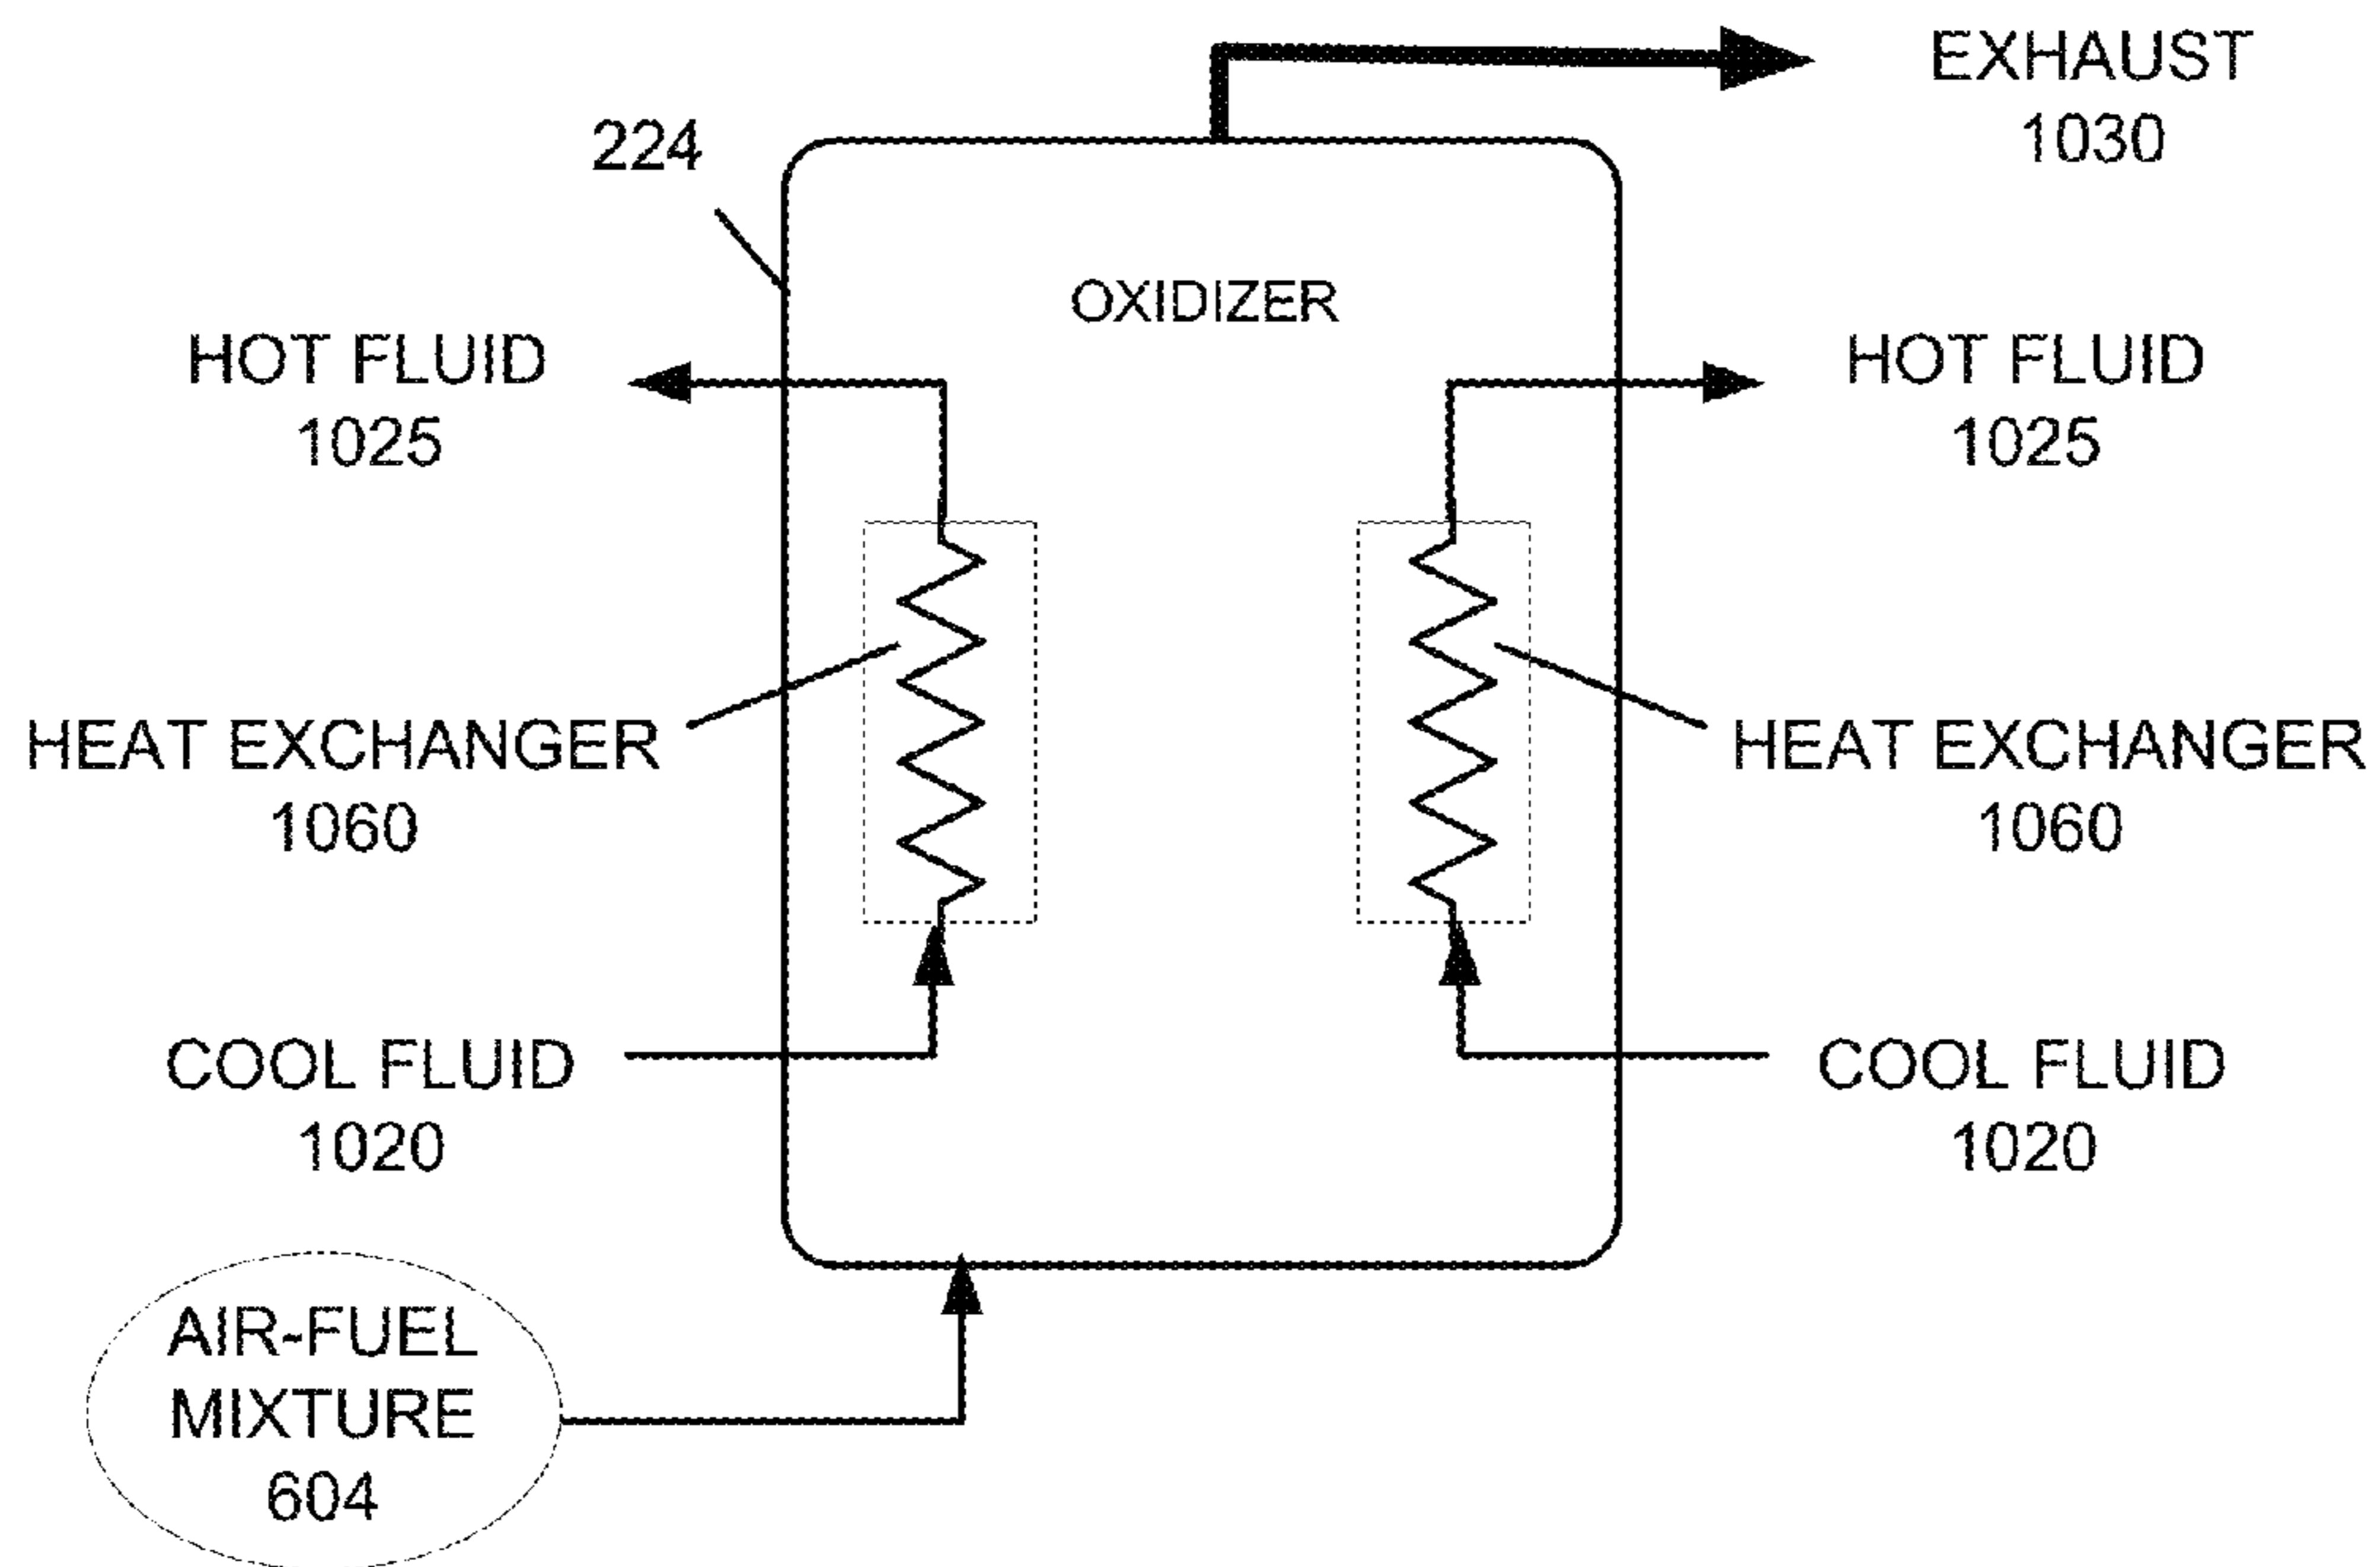 EXHAUST
1030
224
OXIDIZER
HOT FLUID
1025
HOT FLUID
1025
HEAT EXCHANGER
1060
HEAT EXCHANGER
1060
COOL FLUID
1020
COOL FLUID
1020
AIR-FUEL
MIXTURE
604